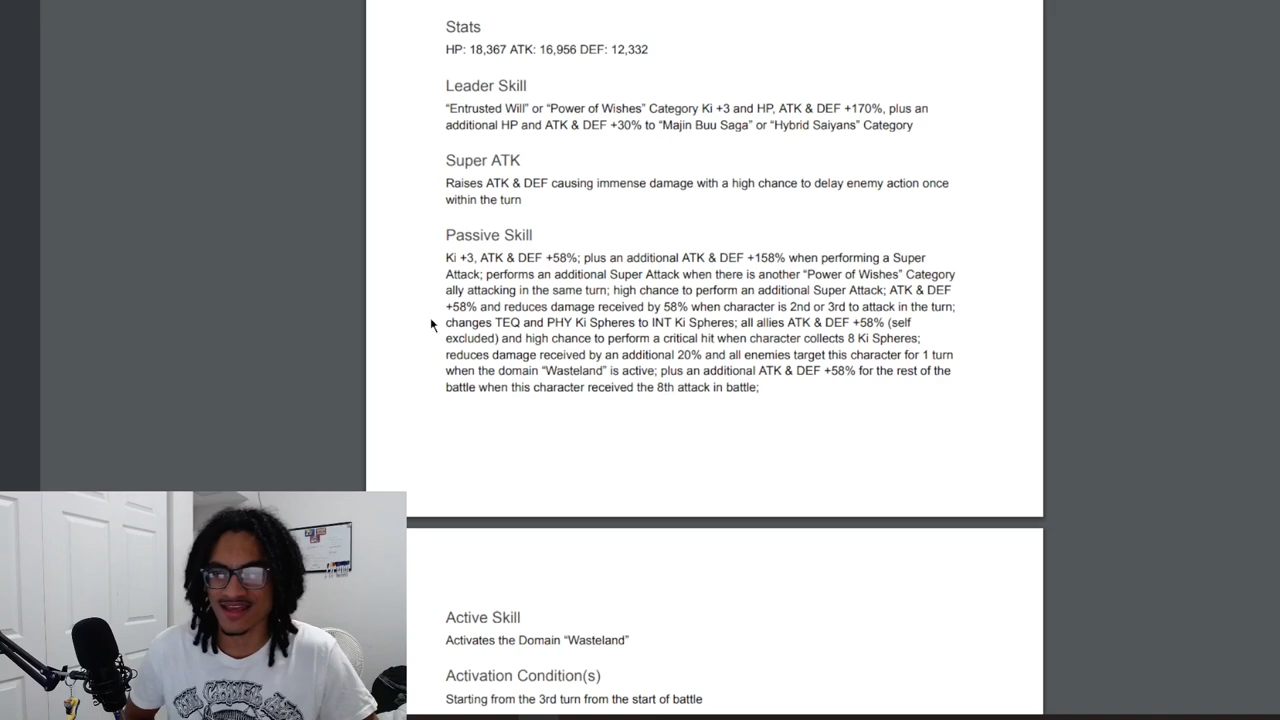 Stats
HP: 18,367 ATK: 16,956 DEF: 12,332
Leader Skill
“Entrusted Will” or “Power of Wishes” Category Ki +3 and HP, ATK & DEF +170%, plus an
additional HP and ATK & DEF +30% to “Majin Buu Saga” or “Hybrid Saiyans” Category
Super ATK
Raises ATK & DEF causing immense damage with a high chance to delay enemy action once
within the turn
Passive Skill
Ki +3, ATK & DEF +58%; plus an additional ATK & DEF +158% when performing a Super
Attack; performs an additional Super Attack when there is another “Power of Wishes” Category
ally attacking in the same turn; high chance to perform an additional Super Attack; ATK & DEF
+58% and reduces damage received by 58% when character is 2nd or 3rd to attack in the turn;
changes TEQ and PHY Ki Spheres to INT Ki Spheres; all allies ATK & DEF +58% (self
excluded) and high chance to perform a critical hit when character collects 8 Ki Spheres;
reduces damage received by an additional 20% and all enemies target this character for 1 turn
when the domain “Wasteland” is active; plus an additional ATK & DEF +58% for the rest of the
battle when this character received the 8th attack in battle;
Active Skill
Activates the Domain “Wasteland”
Activation Condition(s)
Starting from the 3rd turn from the start of battle